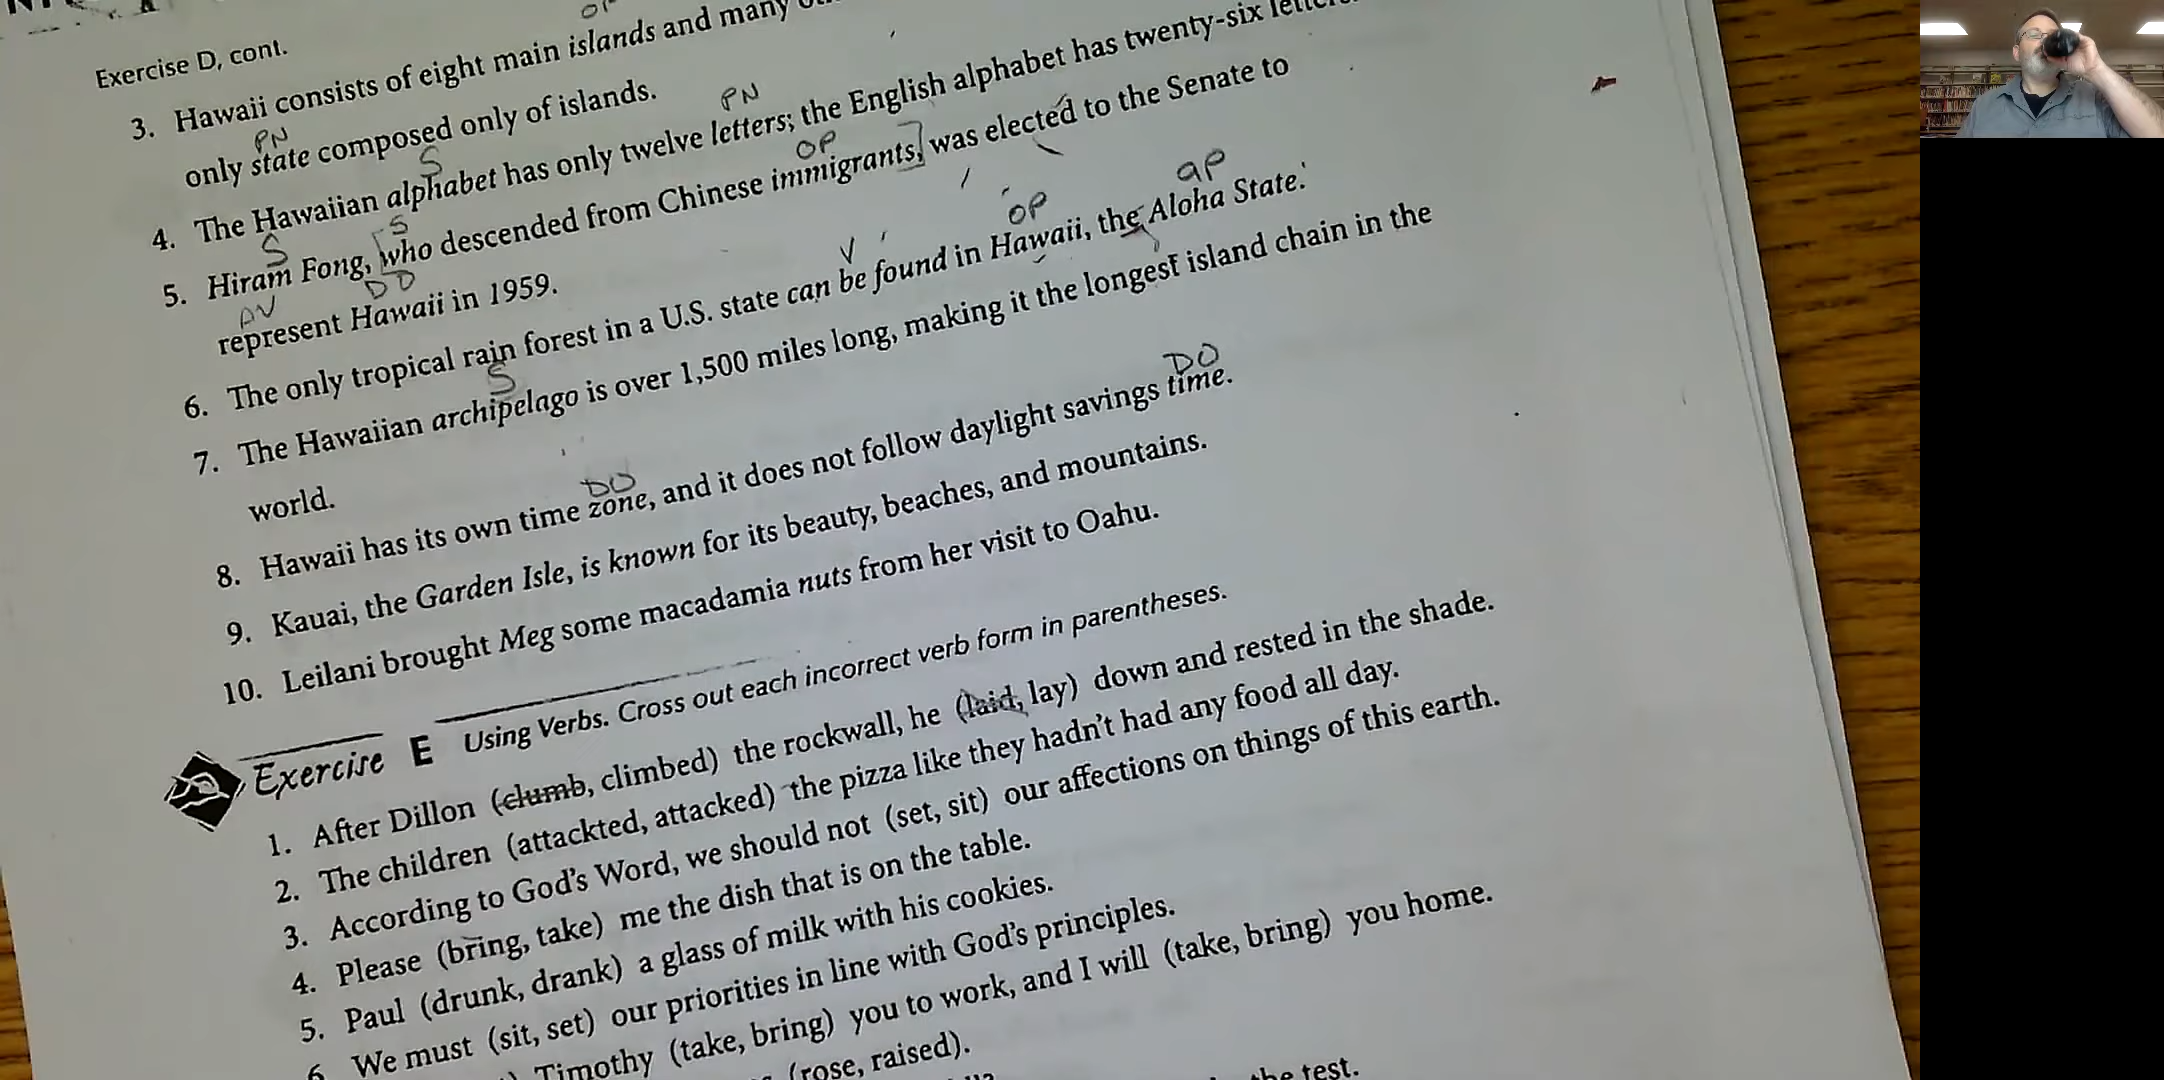 Exercise D, cont.
OP
3. Hawaii consists of eight main islands and many
PN
only state composed only of islands.
S PN
4. The Hawaiian alphabet has only twelve letters; the English alphabet has twenty-six
S S OP
5. Hiram Fong, [who descended from Chinese immigrants,] was elected to the Senate to
AV DO
represent Hawaii in 1959.
V OP ap
6. The only tropical rain forest in a U.S. state can be found in Hawaii, the Aloha State.
S
7. The Hawaiian archipelago is over 1,500 miles long, making it the longest island chain in the
world.
DO DO
8. Hawaii has its own time zone, and it does not follow daylight savings time.
9. Kauai, the Garden Isle, is known for its beauty, beaches, and mountains.
10. Leilani brought Meg some macadamia nuts from her visit to Oahu.
Exercise E Using Verbs. Cross out each incorrect verb form in parentheses.
1. After Dillon (clumb, climbed) the rockwall, he (laid, lay) down and rested in the shade.
2. The children (attackted, attacked) the pizza like they hadn't had any food all day.
3. According to God's Word, we should not (set, sit) our affections on things of this earth.
4. Please (bring, take) me the dish that is on the table.
5. Paul (drunk, drank) a glass of milk with his cookies.
6 We must (sit, set) our priorities in line with God's principles.
Timothy (take, bring) you to work, and I will (take, bring) you home.
(rose, raised).
the test.